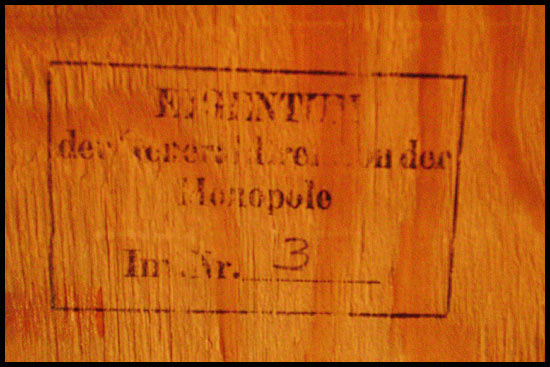 EIGENTUM
der Generaldirektion der
Monopole
Inv. Nr. 3